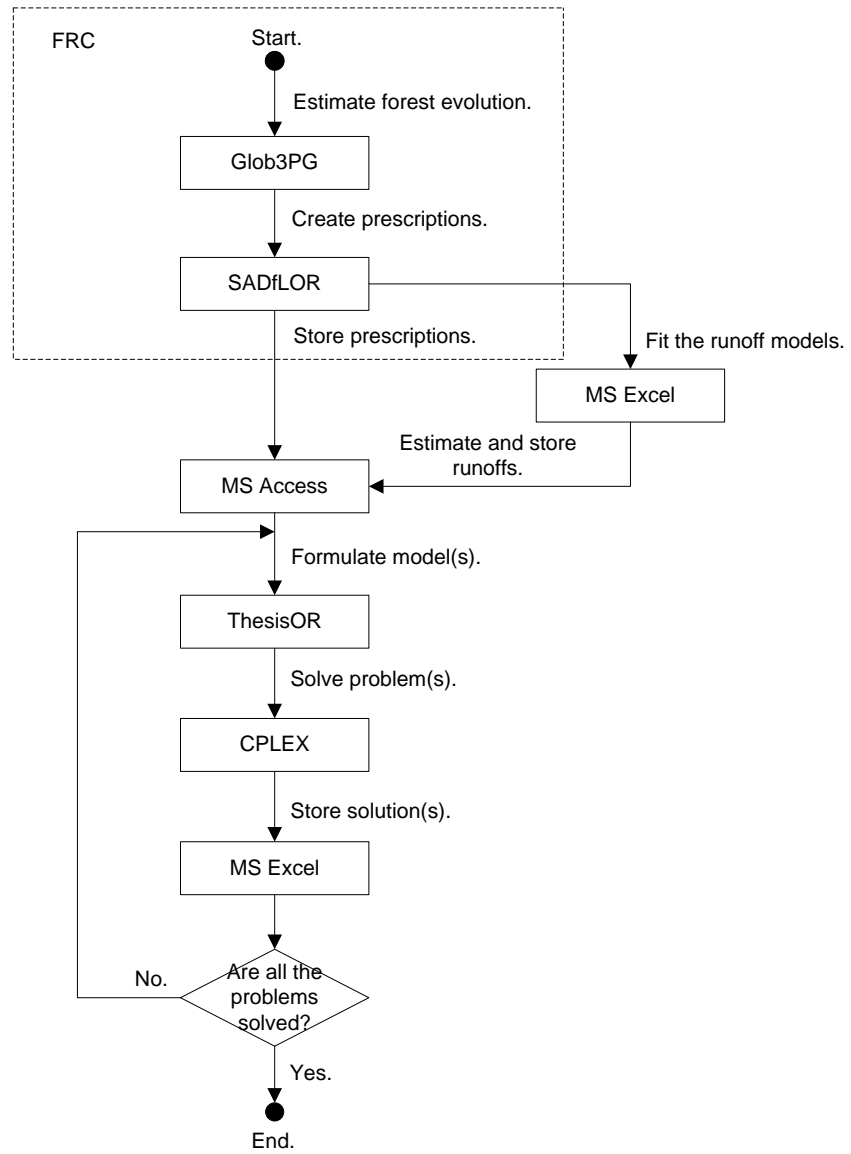 FRC
Start.
Estimate forest evolution.
Glob3PG
Create prescriptions.
SADfLOR
Store prescriptions.
Fit the runoff models.
MS Excel
Estimate and store
runoffs.
MS Access
Formulate model(s).
ThesisOR
Solve problem(s).
CPLEX
Store solution(s).
MS Excel
No.
Are all the
problems
solved?
Yes.
End.